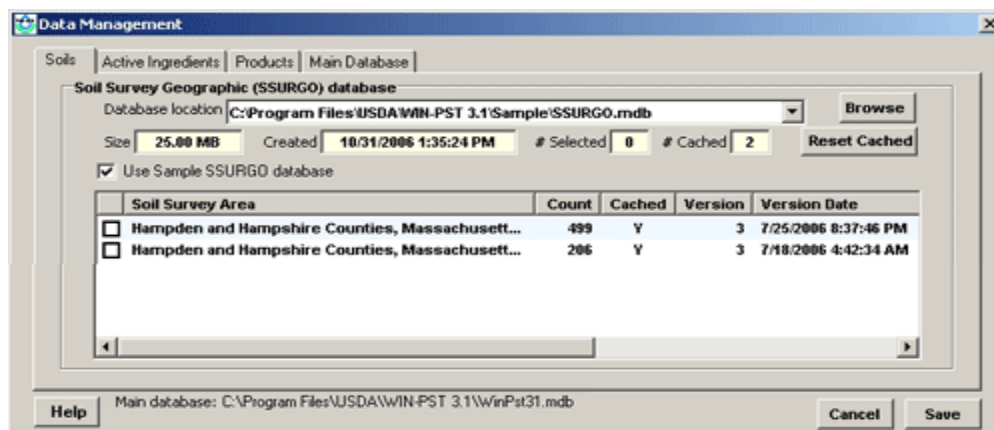 Data Management
Soils Active Ingredients Products Main Database
Soil Survey Geographic (SSURGO) database
Database location C:\Program Files\USDA\WIN-PST 3.1\Sample\SSURGO.mdb Browse
Size 25.00 MB Created 10/31/2006 1:35:24 PM # Selected 0 # Cached 2 Reset Cached
Use Sample SSURGO database
Soil Survey Area Count Cached Version Version Date
Hampden and Hampshire Counties, Massachusett... 499 Y 3 7/25/2006 8:37:46 PM
Hampden and Hampshire Counties, Massachusett... 206 Y 3 7/18/2006 4:42:34 AM
Help Main database: C:\Program Files\USDA\WIN-PST 3.1\WinPst31.mdb Cancel Save